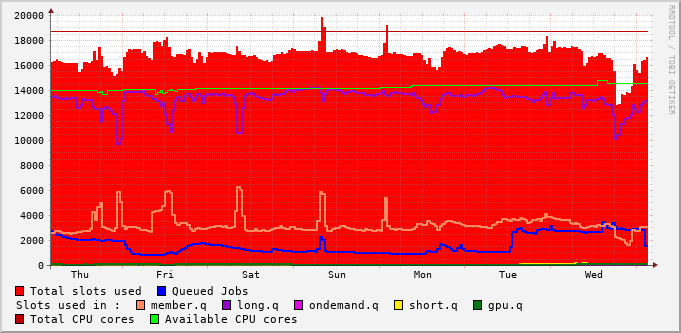 20000
18000
16000
14000
12000
10000
8000
6000
4000
2000
0
Thu Fri Sat Sun Mon Tue Wed
Total slots used Queued Jobs
Slots used in : member.q long.q ondemand.q short.q gpu.q
Total CPU cores Available CPU cores
RRDTOOL / TOBI OETIKER